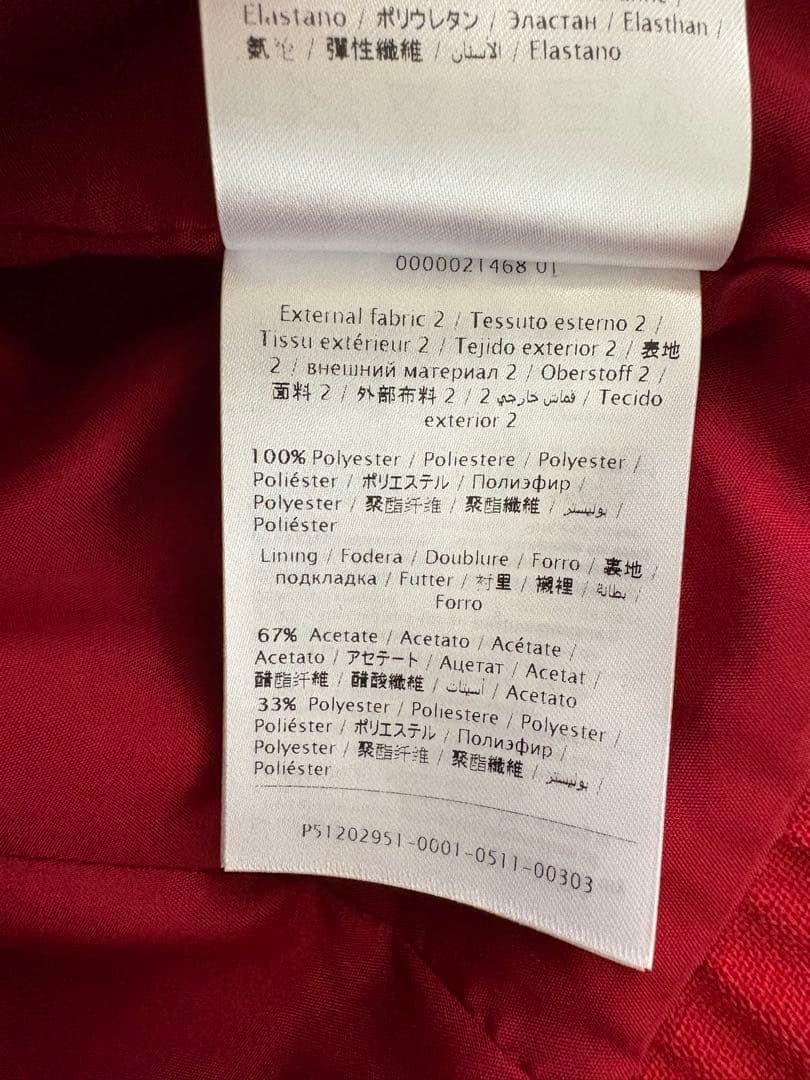 Elastano / ポリウレタン / Эластан / Elasthan /
氨纶 / 彈性纖維 / الأستان / Elastano
0000021468 01
External fabric 2 / Tessuto esterno 2 /
Tissu extérieur 2 / Tejido exterior 2 / 表地
2 / внешний материал 2 / Oberstoff 2 /
面料 2 / 外部布料 2 / 2 قماش خارجي / Tecido
exterior 2
100% Polyester / Poliestere / Polyester /
Poliéster / ポリエステル / Полиэфир /
Polyester / 聚酯纤维 / 聚酯纖維 / بوليستر /
Poliéster
Lining / Fodera / Doublure / Forro / 裏地 /
подкладка / Futter / 衬里 / 襯裡 / بطانة /
Forro
67% Acetate / Acetato / Acétate /
Acetato / アセテート / Ацетат / Acetat /
醋酯纤维 / 醋酸纖維 / أسيتات / Acetato
33% Polyester / Poliestere / Polyester /
Poliéster / ポリエステル / Полиэфир /
Polyester / 聚酯纤维 / 聚酯纖維 / بوليستر /
Poliéster
P51202951-0001-0511-00303